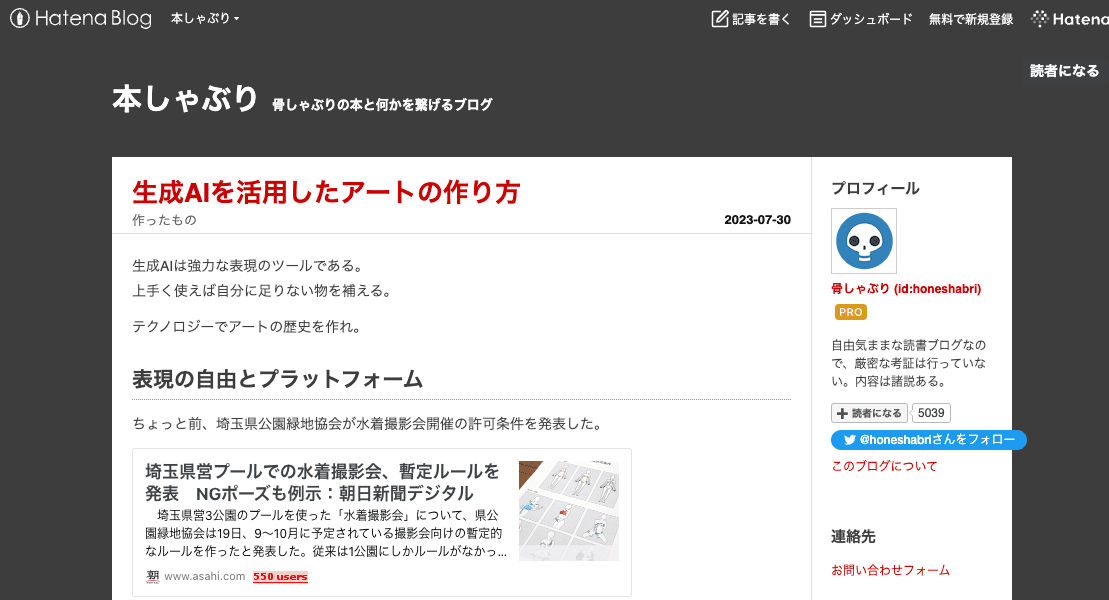 Hatena Blog
本しゃぶり
記事を書く
ダッシュボード
無料で新規登録
Hatena
読者になる
本しゃぶり 骨しゃぶりの本と何かを繋げるブログ
生成AIを活用したアートの作り方
作ったもの
2023-07-30
生成AIは強力な表現のツールである。
上手く使えば自分に足りない物を補える。
テクノロジーでアートの歴史を作れ。
表現の自由とプラットフォーム
ちょっと前、埼玉県公園緑地協会が水着撮影会開催の許可条件を発表した。
埼玉県営プールでの水着撮影会、暫定ルールを
発表　NGポーズも例示：朝日新聞デジタル
埼玉県営3公園のプールを使った「水着撮影会」について、県公
園緑地協会は19日、9〜10月に予定されている撮影会向けの暫定的
なルールを作ったと発表した。従来は1公園にしかルールがなかっ...
朝 www.asahi.com 550 users
プロフィール
骨しゃぶり (id:honeshabri)
PRO
自由気ままな読書ブログなの
で、厳密な考証は行っていな
い。内容は諸説ある。
読者になる 5039
@honeshabriさんをフォロー
このブログについて
連絡先
お問い合わせフォーム